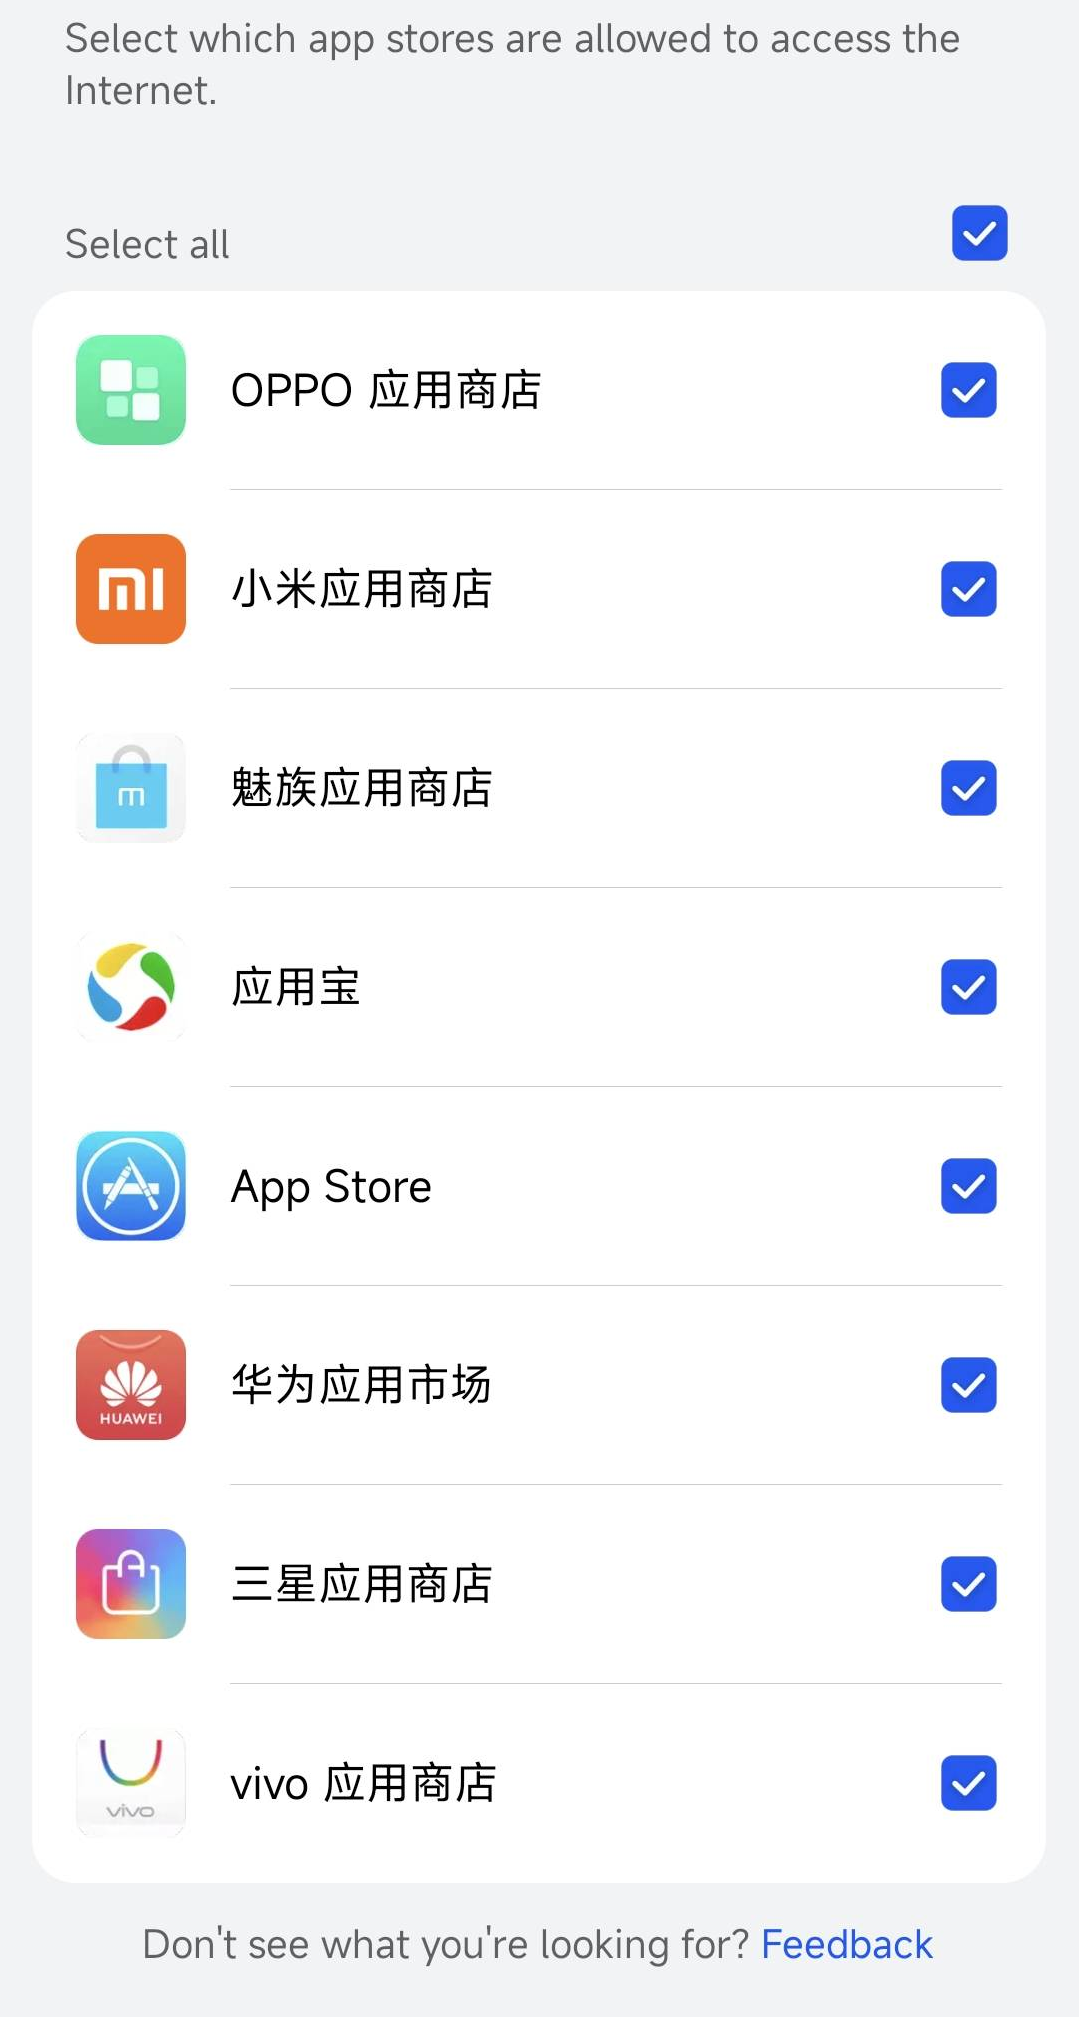 Select which app stores are allowed to access the
Internet.
Select all
OPPO 应用商店
小米应用商店
m
魅族应用商店
应用宝
App Store
HUAWEI
华为应用市场
三星应用商店
vivo
vivo 应用商店
Don't see what you're looking for? Feedback